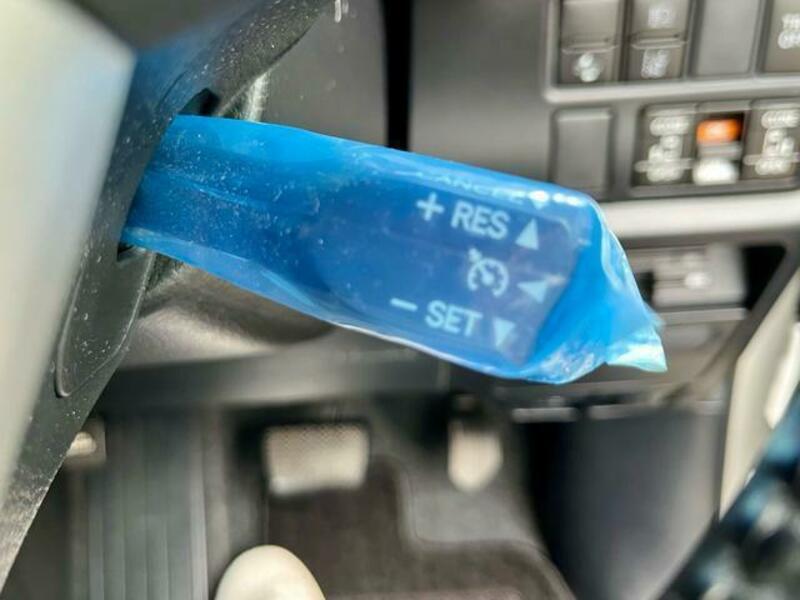 CANCEL
+ RES ▲
- SET ▼